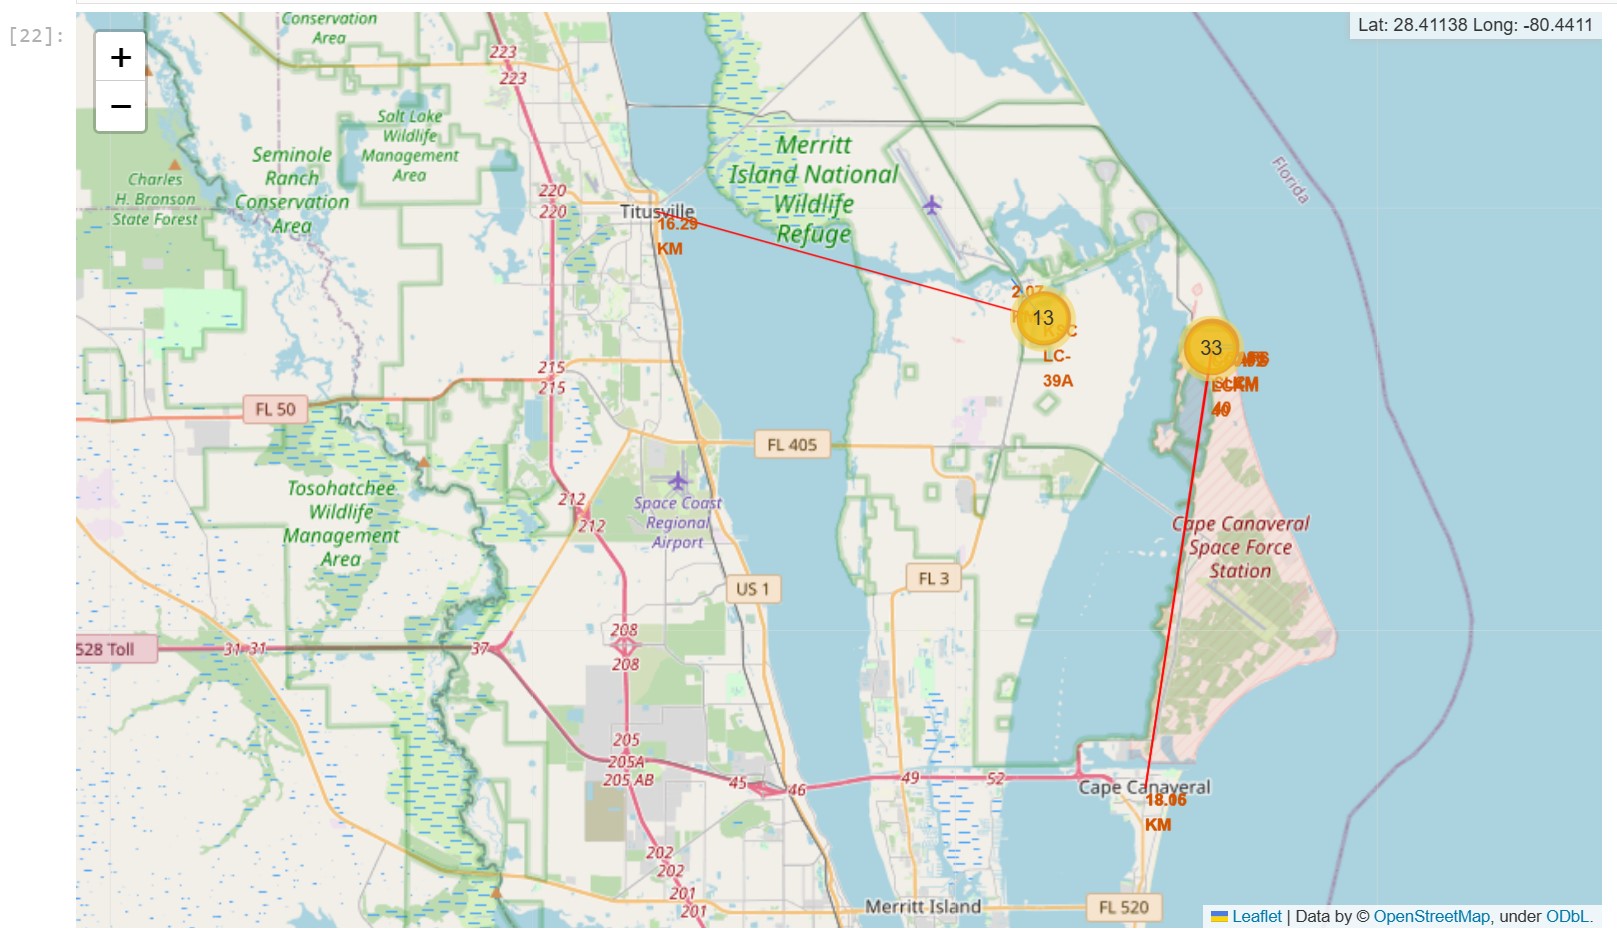 [22]:
+
−
Lat: 28.41138 Long: -80.4411
Conservation
Area
223
223
Salt Lake
Wildlife
Management
Area
Seminole
Ranch
Conservation
Area
Charles
H. Bronson
State Forest
220
220
Titusville
16.29
KM
Merritt
Island National
Wildlife
Refuge
Florida
2.07
13
KSC
LC-
39A
33
40
215
215
FL 50
FL 405
Tosohatchee
Wildlife
Management
Area
212
212
Space Coast
Regional
Airport
Cape Canaveral
Space Force
Station
US 1
FL 3
528 Toll
31
31
37
208
208
205
205A
205 AB
45
46
49
52
Cape Canaveral
18.06
KM
202
202
201
201
Merritt Island
FL 520
Leaflet | Data by © OpenStreetMap, under ODbL.